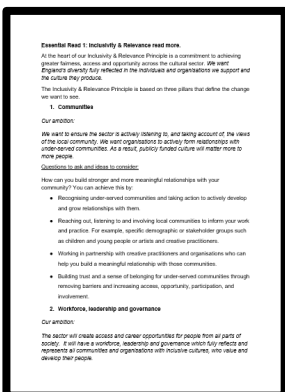 Essential Read 1: Inclusivity & Relevance read more.
At the heart of our Inclusivity & Relevance Principle is a commitment to achieving
greater fairness, access and opportunity across the cultural sector. We want
England's diversity fully reflected in the individuals and organisations we support and
the culture they produce.
The Inclusivity & Relevance Principle is based on three pillars that define the change
we want to see.
1. Communities
Our ambition:
We want to ensure the sector is actively listening to, and taking account of, the views
of the local community. We want organisations to actively form relationships with
under-served communities. As a result, publicly funded culture will matter more to
more people.
Questions to ask and ideas to consider:
How can you build stronger and more meaningful relationships with your
community? You can achieve this by:
• Recognising under-served communities and taking action to actively develop
and grow relationships with them.
• Reaching out, listening to and involving local communities to inform your work
and practice. For example, specific demographic or stakeholder groups such
as children and young people or artists and creative practitioners.
• Working in partnership with creative practitioners and organisations who can
help you build a meaningful relationship with those communities.
• Building trust and a sense of belonging for under-served communities through
removing barriers and increasing access, opportunity, participation, and
involvement.
2. Workforce, leadership and governance
Our ambition:
The sector will create access and career opportunities for people from all parts of
society. It will have a workforce, leadership and governance which fully reflects and
represents all communities and organisations with inclusive cultures, who value and
develop their people.